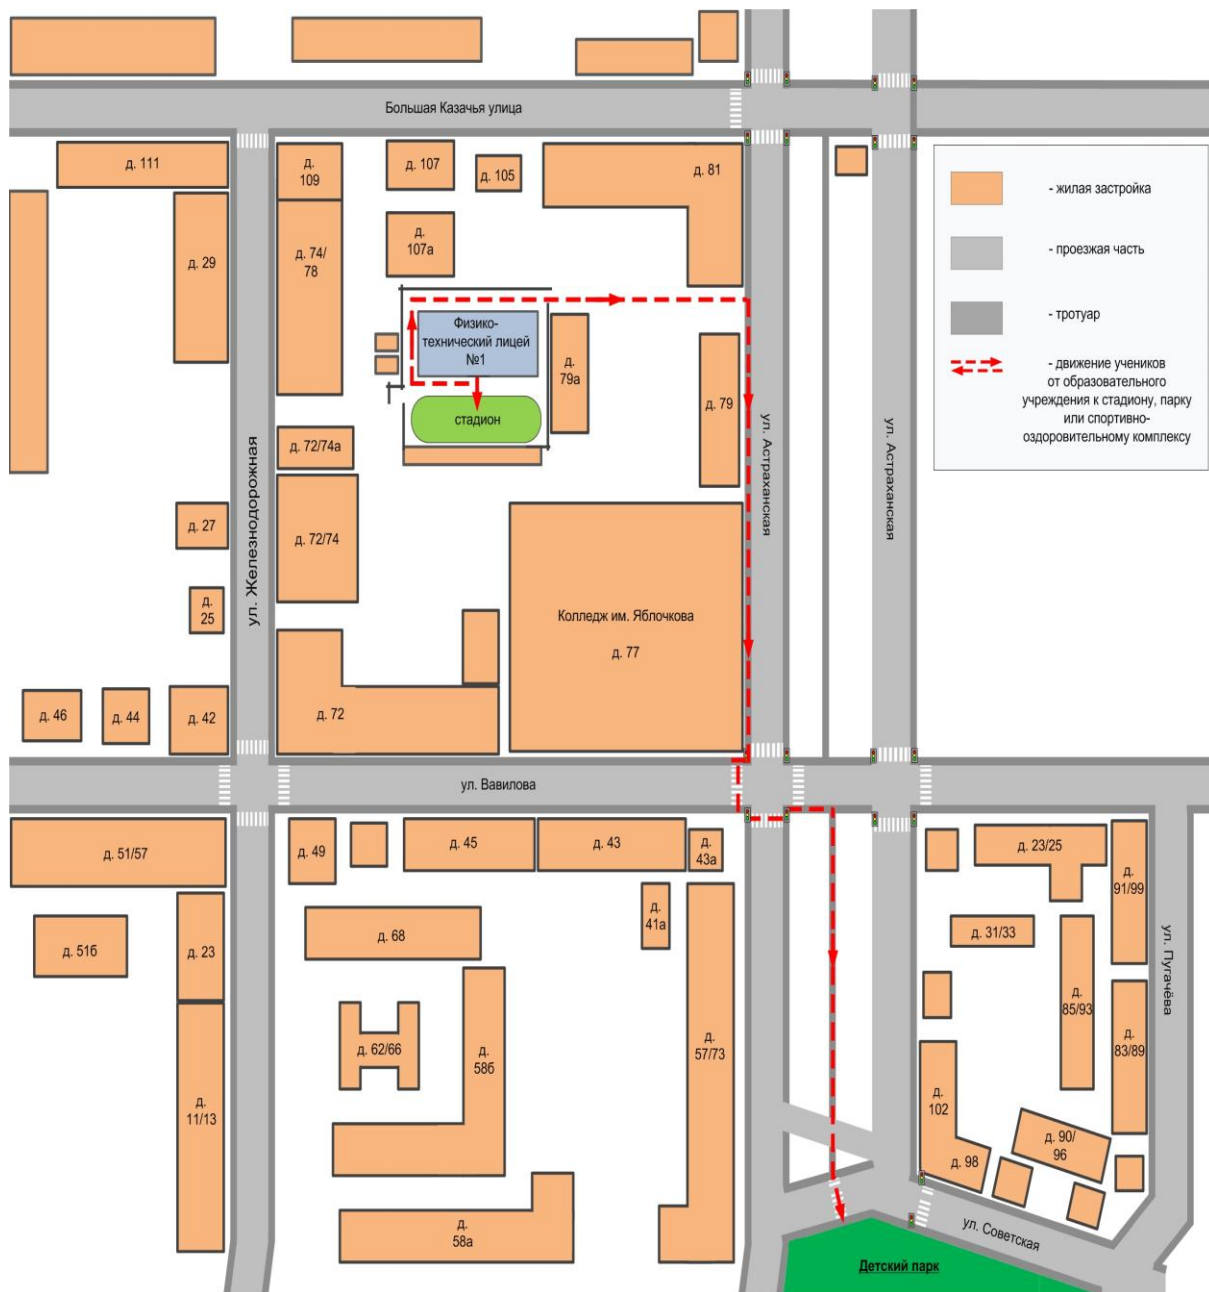 Большая Казачья улица
д. 111
д.
109
д. 107
д. 105
д. 81
д. 29
д. 74/
78
д.
107а
Физико-
технический лицей
№1
д.
79а
д. 79
стадион
д. 72/74а
д. 27
д. 72/74
д.
25
ул. Железнодорожная
ул. Астраханская
ул. Астраханская
- жилая застройка
- проезжая часть
- тротуар
- движение учеников
от образовательного
учреждения к стадиону, парку
или спортивно-
оздоровительному комплексу
Колледж им. Яблочкова
д. 77
д. 46
д. 44
д. 42
д. 72
ул. Вавилова
д. 51/57
д. 49
д. 45
д. 43
д.
43а
д. 23/25
д.
91/99
д. 51б
д. 23
д. 68
д.
41а
д. 31/33
ул. Пугачёва
д.
11/13
д. 62/66
д.
58б
д.
57/73
д.
85/93
д.
83/89
д.
102
д. 98
д. 90/
96
д.
58а
ул. Советская
Детский парк